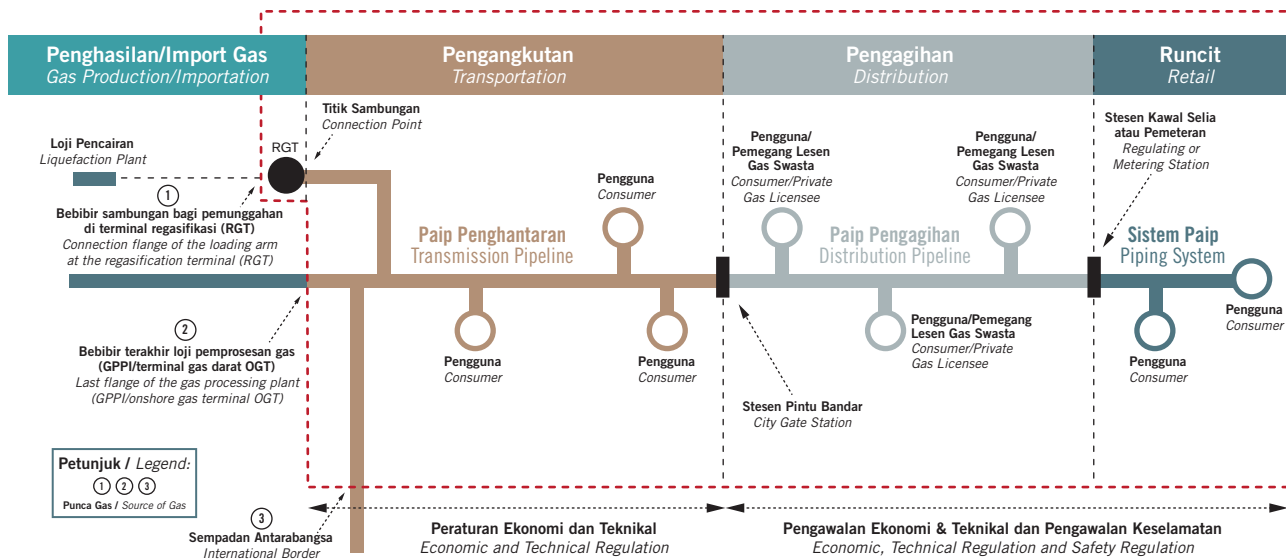 Penghasilan/Import Gas
Gas Production/Importation
Pengangkutan
Transportation
Pengagihan
Distribution
Runcit
Retail
Loji Pencairan
Liquefaction Plant
1
Bebibir sambungan bagi pemunggahan
di terminal regasifikasi (RGT)
Connection flange of the loading arm
at the regasification terminal (RGT)
RGT
Titik Sambungan
Connection Point
Paip Penghantaran
Transmission Pipeline
Pengguna
Consumer
Pengguna
Consumer
Pengguna
Consumer
Pengguna/
Pemegang Lesen
Gas Swasta
Consumer/Private
Gas Licensee
Pengguna/
Pemegang Lesen
Gas Swasta
Consumer/Private
Gas Licensee
Paip Pengagihan
Distribution Pipeline
Pengguna/Pemegang
Lesen Gas Swasta
Consumer/Private
Gas Licensee
Stesen Kawal Selia
atau Pemeteran
Regulating or
Metering Station
Sistem Paip
Piping System
Pengguna
Consumer
Pengguna
Consumer
2
Bebibir terakhir loji pemprosesan gas
(GPPI/terminal gas darat OGT)
Last flange of the gas processing plant
(GPPI/onshore gas terminal OGT)
Stesen Pintu Bandar
City Gate Station
Petunjuk / Legend:
1 2 3
Punca Gas / Source of Gas
3
Sempadan Antarabangsa
International Border
Peraturan Ekonomi dan Teknikal
Economic and Technical Regulation
Pengawalan Ekonomi & Teknikal dan Pengawalan Keselamatan
Economic, Technical Regulation and Safety Regulation